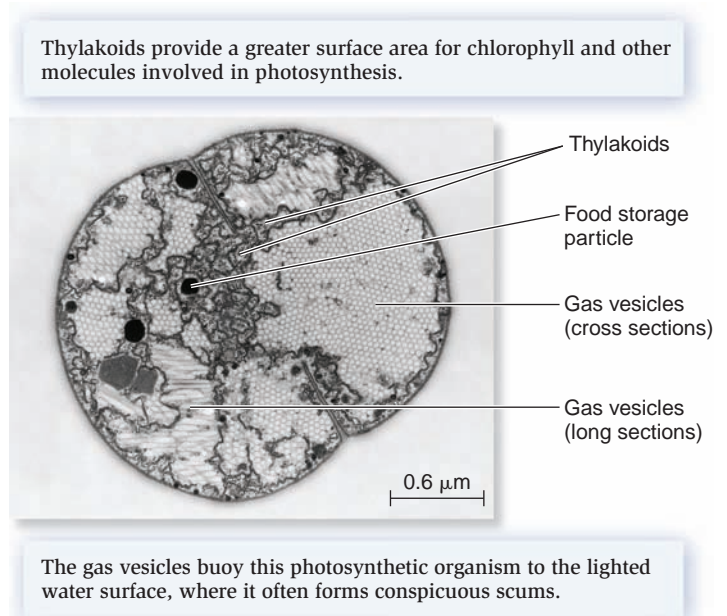 Thylakoids provide a greater surface area for chlorophyll and other
molecules involved in photosynthesis.
Thylakoids
Food storage
particle
Gas vesicles
(cross sections)
Gas vesicles
(long sections)
0.6 μm
The gas vesicles buoy this photosynthetic organism to the lighted
water surface, where it often forms conspicuous scums.